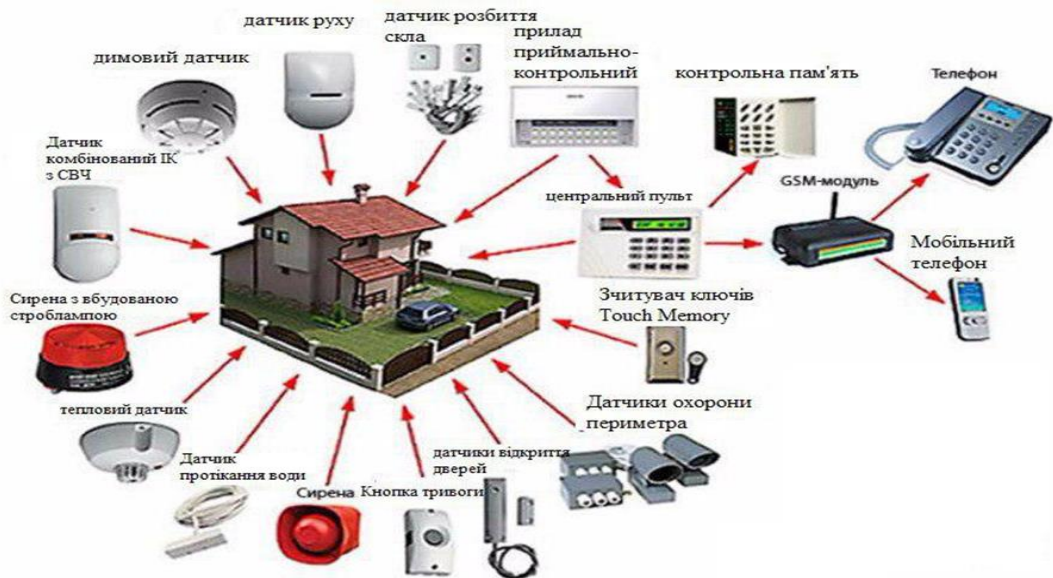 датчик руху
датчик розбиття
скла
прилад
приймально-
контрольний
димовий датчик
контрольна пам'ять
Телефон
Датчик
комбінований ІК
з СВЧ
GSM-модуль
центральний пульт
Мобільний
телефон
Сирена з вбудованою
строблампою
Зчитувач ключів
Touch Memory
тепловий датчик
Датчики охорони
периметра
Датчик
протікання води
датчики відкриття
дверей
Сирена
Кнопка тривоги